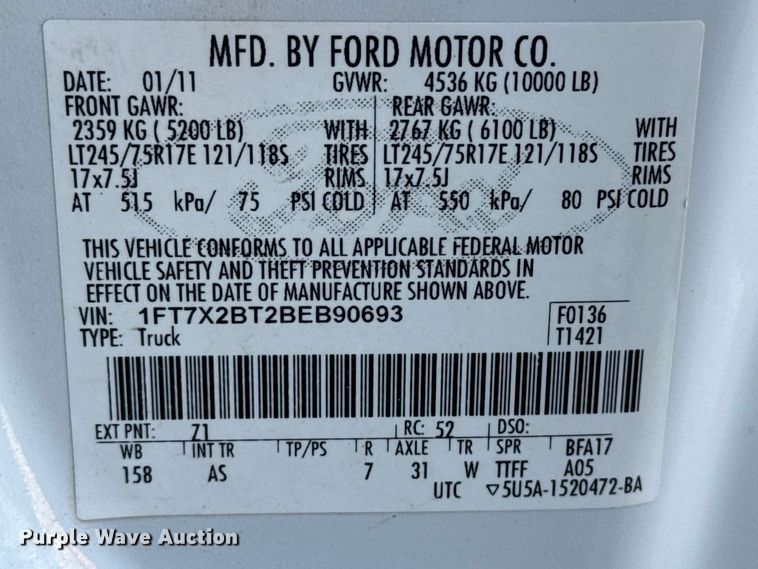 MFD. BY FORD MOTOR CO.
DATE: 01/11 GVWR: 4536 KG (10000 LB)
FRONT GAWR: REAR GAWR:
2359 KG ( 5200 LB) WITH 2767 KG ( 6100 LB) WITH
LT245/75R17E 121/118S TIRES LT245/75R17E 121/118S TIRES
17x7.5J RIMS 17x7.5J RIMS
AT 515 kPa/ 75 PSI COLD AT 550 kPa/ 80 PSI COLD
THIS VEHICLE CONFORMS TO ALL APPLICABLE FEDERAL MOTOR
VEHICLE SAFETY AND THEFT PREVENTION STANDARDS IN
EFFECT ON THE DATE OF MANUFACTURE SHOWN ABOVE.
VIN: 1FT7X2BT2BEB90693 F0136
TYPE: Truck T1421
EXT PNT: Z1 RC: 52 DSO:
WB INT TR TP/PS R AXLE TR SPR BFA17
158 AS 7 31 W TTFF A05
UTC ▽5U5A-1520472-BA
Purple Wave Auction